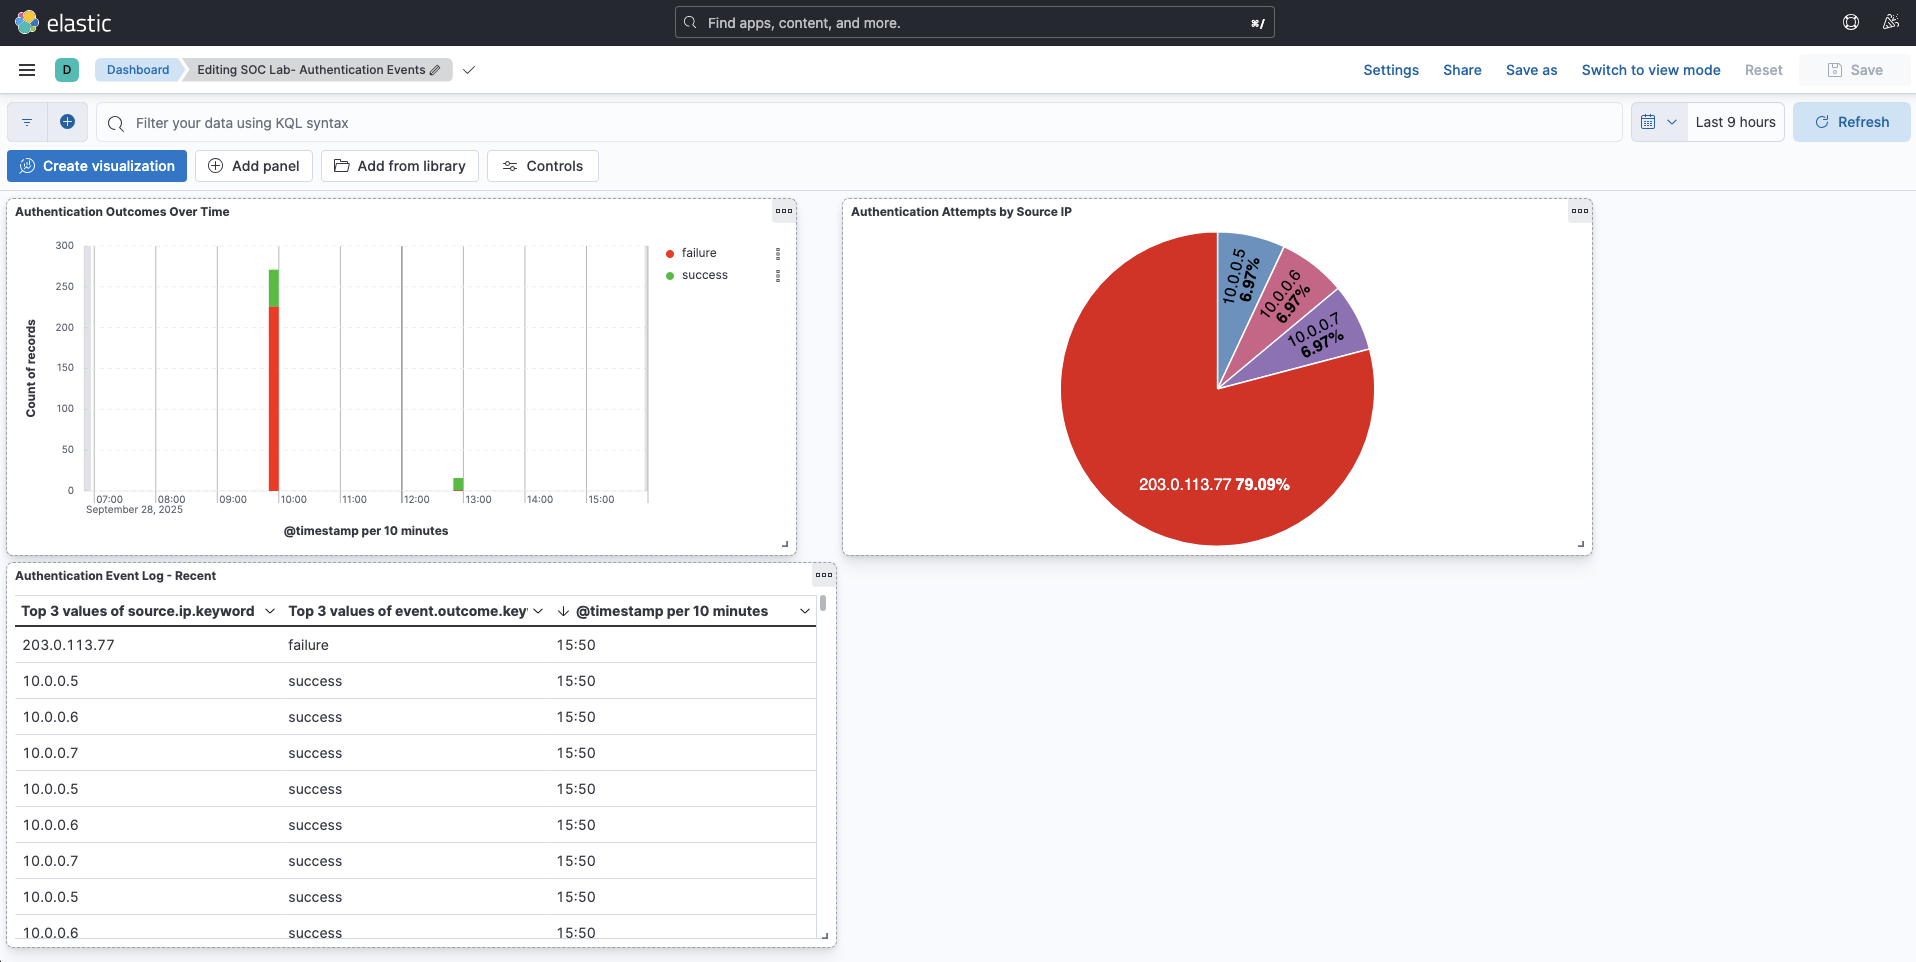 elastic
Find apps, content, and more.
⌘/
D
Dashboard
Editing SOC Lab- Authentication Events
Settings
Share
Save as
Switch to view mode
Reset
Save
Filter your data using KQL syntax
Last 9 hours
Refresh
Create visualization
Add panel
Add from library
Controls
Authentication Outcomes Over Time
300
250
200
150
100
50
0
Count of records
07:00
08:00
09:00
10:00
11:00
12:00
13:00
14:00
15:00
September 28, 2025
@timestamp per 10 minutes
failure
success
Authentication Attempts by Source IP
10.0.0.5
6.97%
10.0.0.6
6.97%
10.0.0.7
6.97%
203.0.113.77 79.09%
Authentication Event Log - Recent
Top 3 values of source.ip.keyword Top 3 values of event.outcome.key @timestamp per 10 minutes
203.0.113.77 failure 15:50
10.0.0.5 success 15:50
10.0.0.6 success 15:50
10.0.0.7 success 15:50
10.0.0.5 success 15:50
10.0.0.6 success 15:50
10.0.0.7 success 15:50
10.0.0.5 success 15:50
10.0.0.6 success 15:50